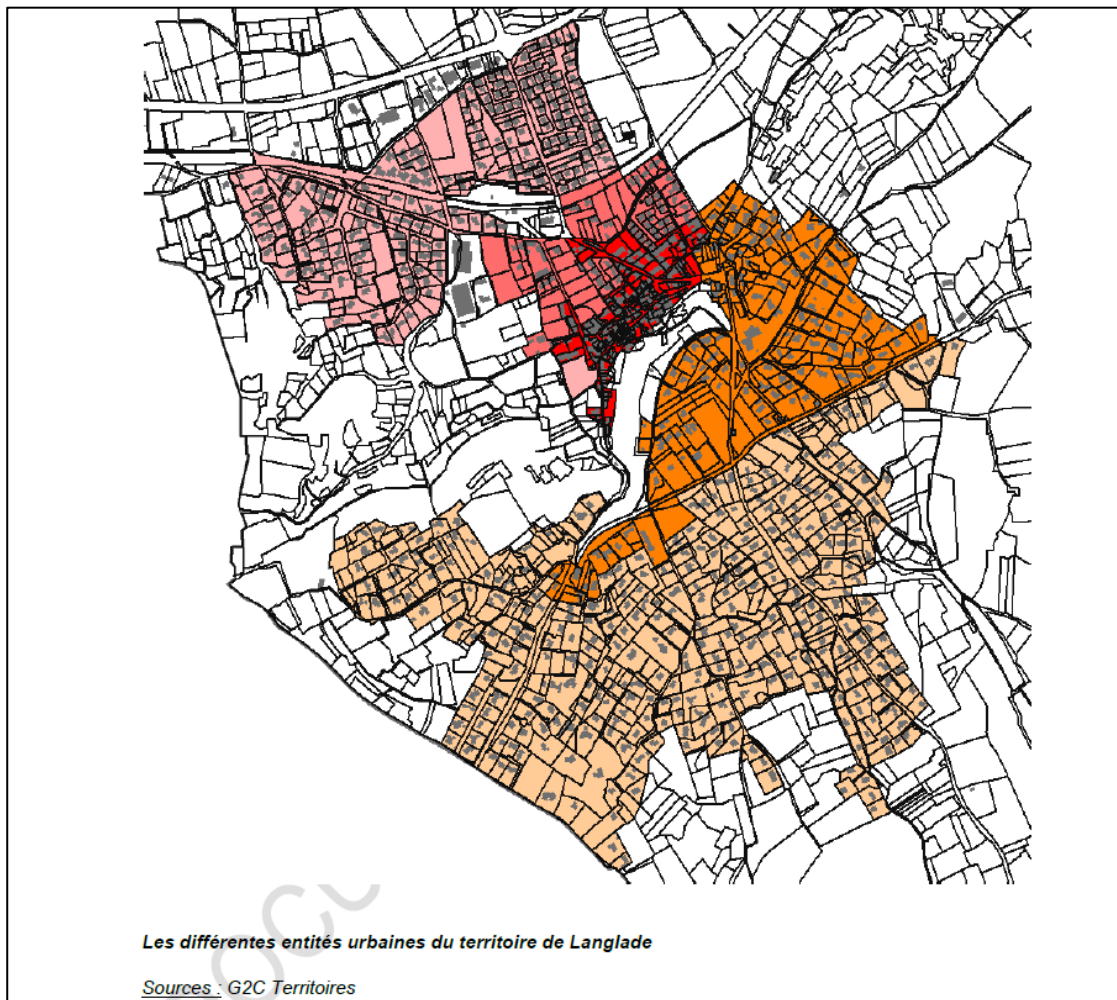 Les différentes entités urbaines du territoire de Langlade
Sources : G2C Territoires